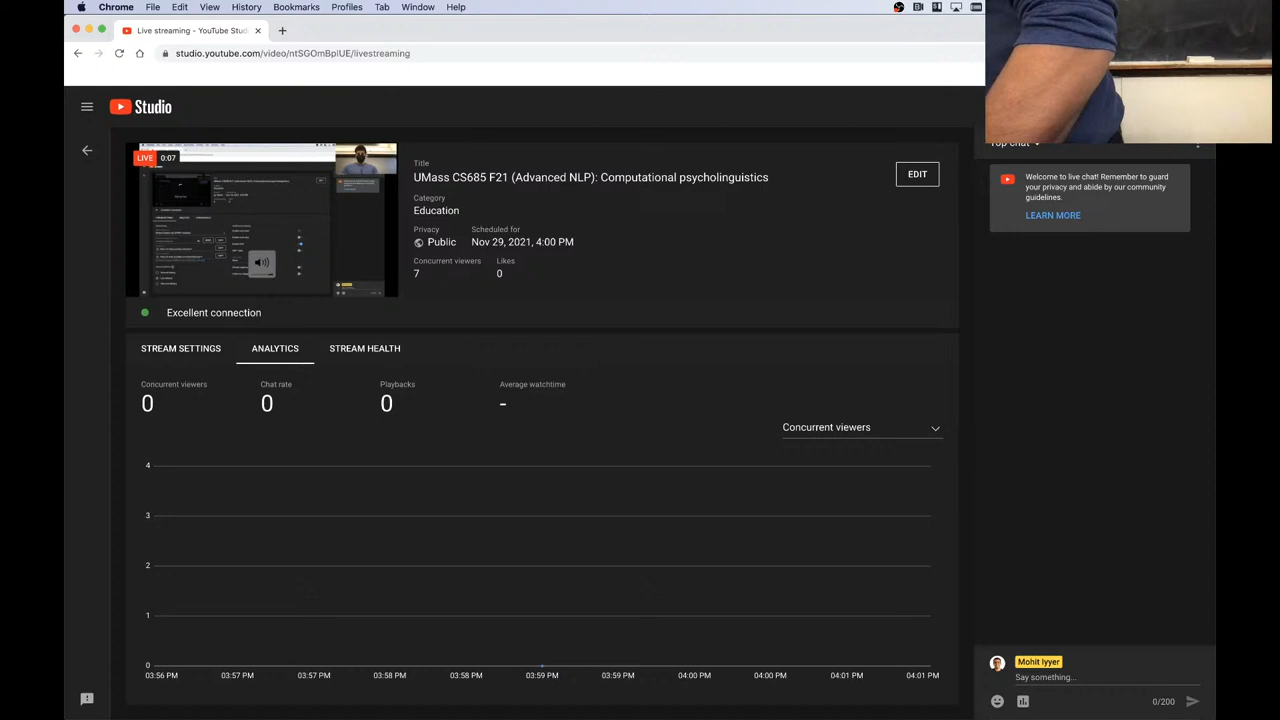 Chrome File Edit View History Bookmarks Profiles Tab Window Help
Live streaming - YouTube Stud
studio.youtube.com/video/ntSGOmBpIUE/livestreaming
Studio
LIVE 0:07
Title
UMass CS685 F21 (Advanced NLP): Computational psycholinguistics
EDIT
Category
Education
Privacy Scheduled for
Public Nov 29, 2021, 4:00 PM
Concurrent viewers Likes
7 0
Excellent connection
Top chat
Welcome to live chat! Remember to guard
your privacy and abide by our community
guidelines.
LEARN MORE
STREAM SETTINGS ANALYTICS STREAM HEALTH
Concurrent viewers Chat rate Playbacks Average watchtime
0 0 0 -
Concurrent viewers
4
3
2
1
0
03:56 PM 03:57 PM 03:57 PM 03:58 PM 03:58 PM 03:59 PM 03:59 PM 04:00 PM 04:00 PM 04:01 PM 04:01 PM
Mohit Iyyer
Say something...
0/200